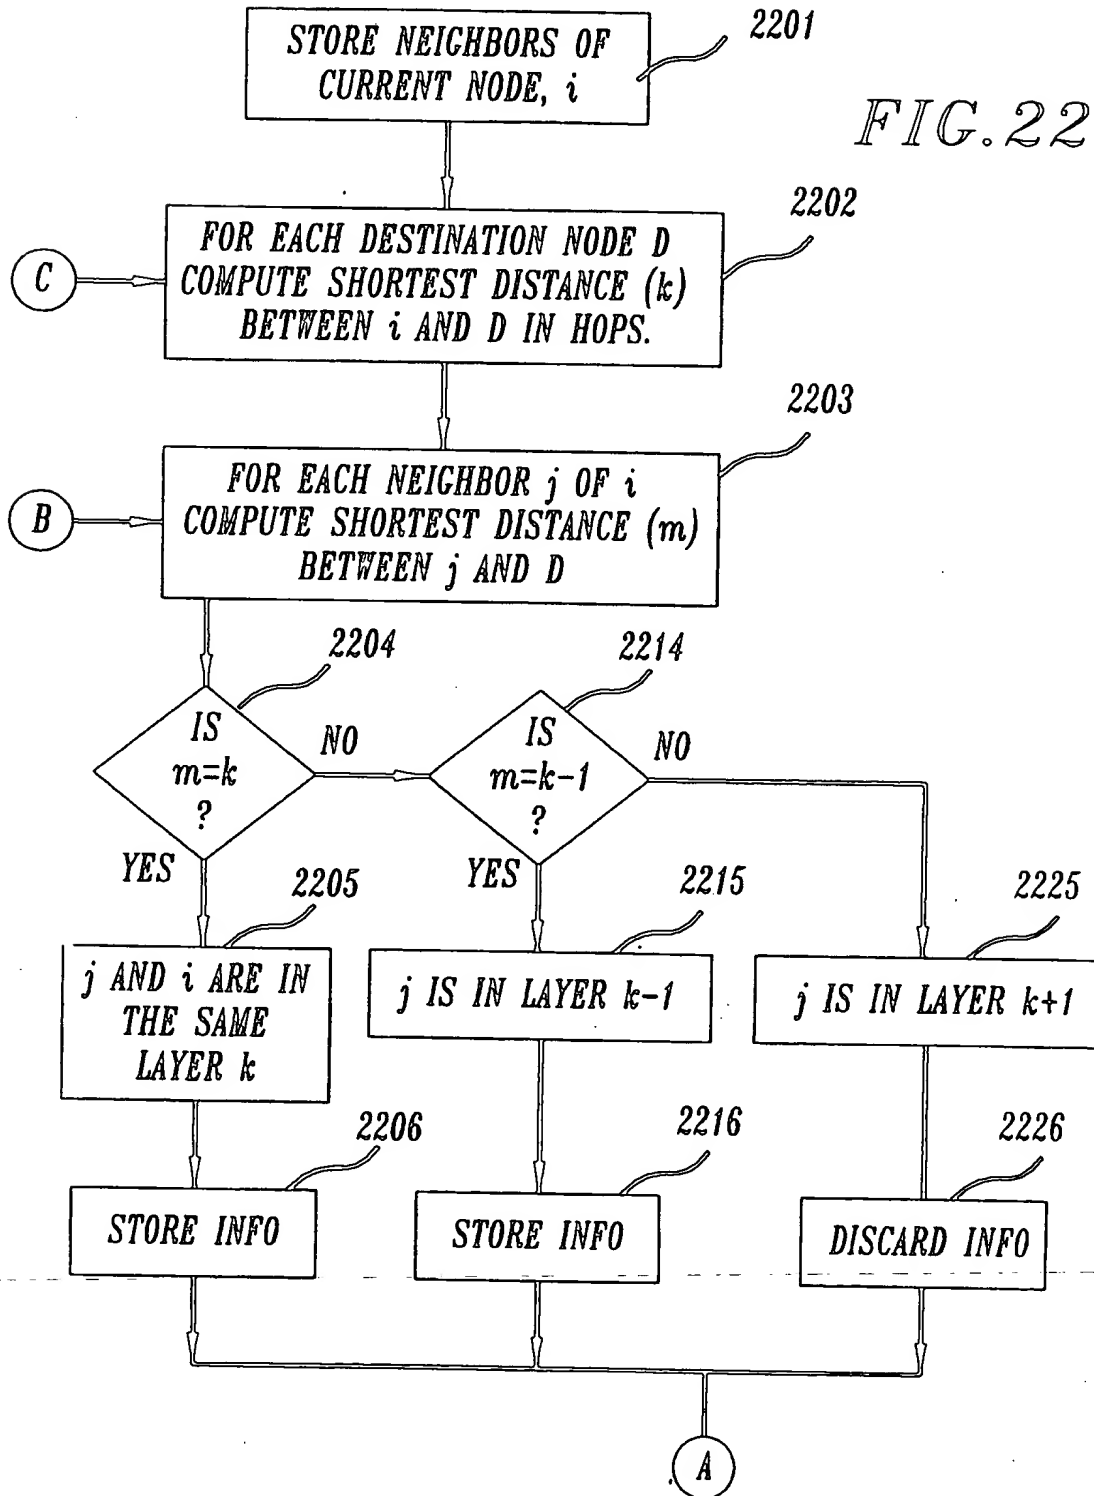 2201
STORE NEIGHBORS OF
CURRENT NODE, i
FIG.22
2202
FOR EACH DESTINATION NODE D
COMPUTE SHORTEST DISTANCE (k)
BETWEEN i AND D IN HOPS.
C
2203
FOR EACH NEIGHBOR j OF i
COMPUTE SHORTEST DISTANCE (m)
BETWEEN j AND D
B
2204
IS
m=k
?
NO
YES
2214
IS
m=k-1
?
NO
YES
2205
j AND i ARE IN
THE SAME
LAYER k
2215
j IS IN LAYER k-1
2225
j IS IN LAYER k+1
2206
STORE INFO
2216
STORE INFO
2226
DISCARD INFO
A